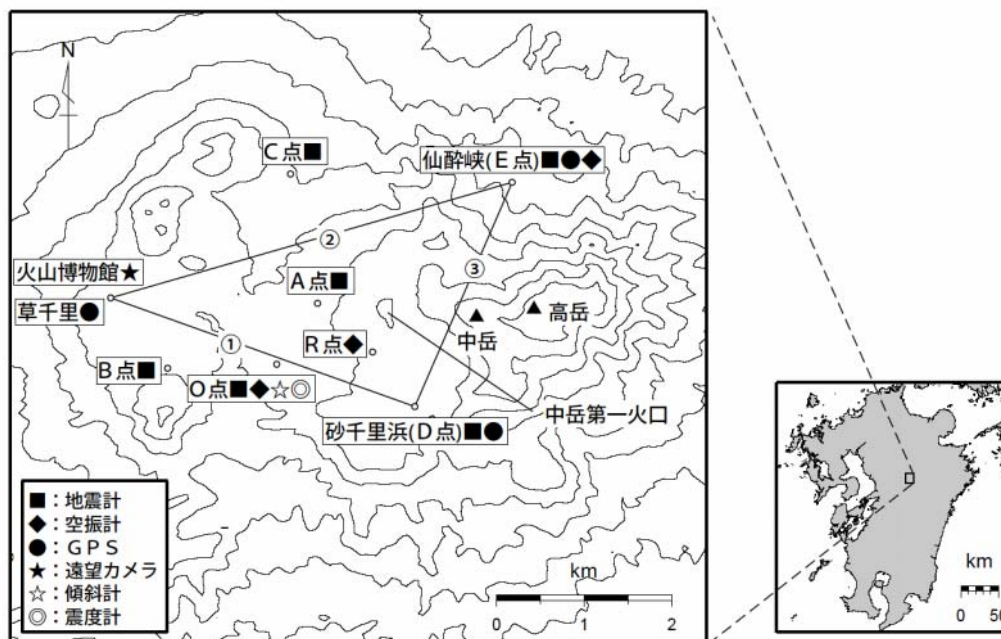 N
C点■
仙酔峡(E点)■●◆
②
③
火山博物館★
A点■
草千里●
高岳
中岳
①
R点◆
B点■
O点■◆☆◎
中岳第一火口
砂千里浜(D点)■●
■：地震計
◆：空振計
●：GPS
★：遠望カメラ
☆：傾斜計
◎：震度計
km
0 1 2
km
0 50